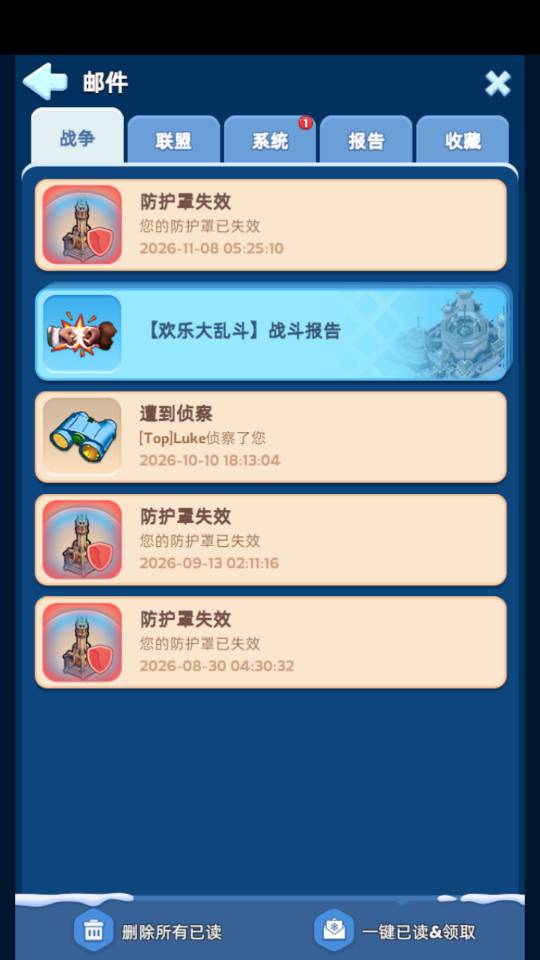 邮件
战争
联盟
系统
1
报告
收藏
防护罩失效
您的防护罩已失效
2026-11-08 05:25:10
【欢乐大乱斗】战斗报告
遭到侦察
[Top]Luke侦察了您
2026-10-10 18:13:04
防护罩失效
您的防护罩已失效
2026-09-13 02:11:16
防护罩失效
您的防护罩已失效
2026-08-30 04:30:32
删除所有已读
一键已读&领取